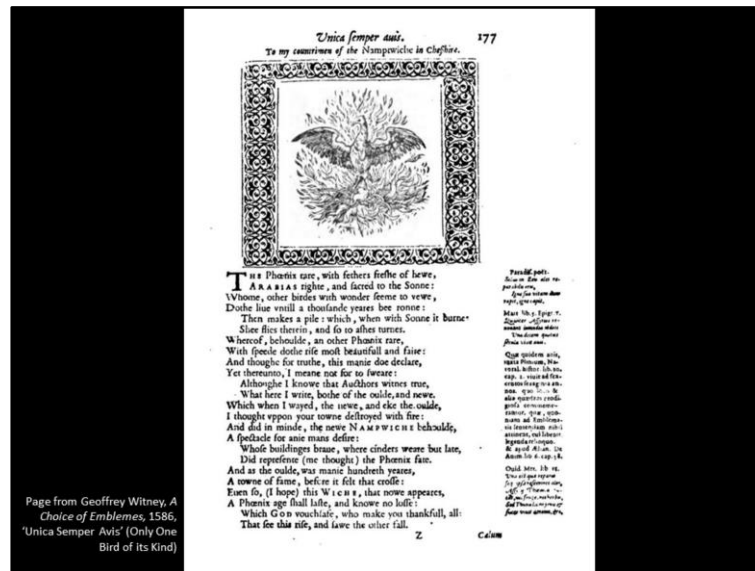 Unica semper auis.
177
To my countrimen of the Namptwiche in Cheshire.
THE Phœnix rare, with fethers freshe of hewe,
ARABIAS righte, and sacred to the Sonne:
Whome, other birdes with wonder seeme to vewe,
Dothe liue vntill a thousande yeares bee ronne:
Then makes a pile: which, when with Sonne it burnes
Shee flies therein, and so to ashes turnes.
Whereof, behoulde, an other Phœnix rare,
With speede dothe rise most beautifull and faire:
And thoughe for truthe, this manie doe declare,
Yet thereunto, I meane not for to sweare:
Althoughe I knowe that Aucthors witnes true,
What here I write, bothe of the oulde, and newe.
Which when I wayed, the newe, and eke the oulde,
I thought vppon your towne destroyed with fire:
And did in minde, the newe NAMPWICHE behoulde,
A spectacle for anie mans desire:
Whose buildinges braue, where cinders weare but late,
Did represente (me thought) the Phœnix fate.
And as the oulde, was manie hundreth yeares,
A towne of fame, before it felt that crosse:
Euen so, (I hope) this WICHE, that nowe appeares,
A Phœnix age shall laste, and knowe no losse:
Which GOD vouchsafe, who make you thankfull, all:
That see this rise, and sawe the other fall.
Z
Cælum
Mart lib. 5. Epigr. 7.
Page from Geoffrey Witney, A
Choice of Emblemes, 1586,
'Unica Semper Avis' (Only One
Bird of its Kind)